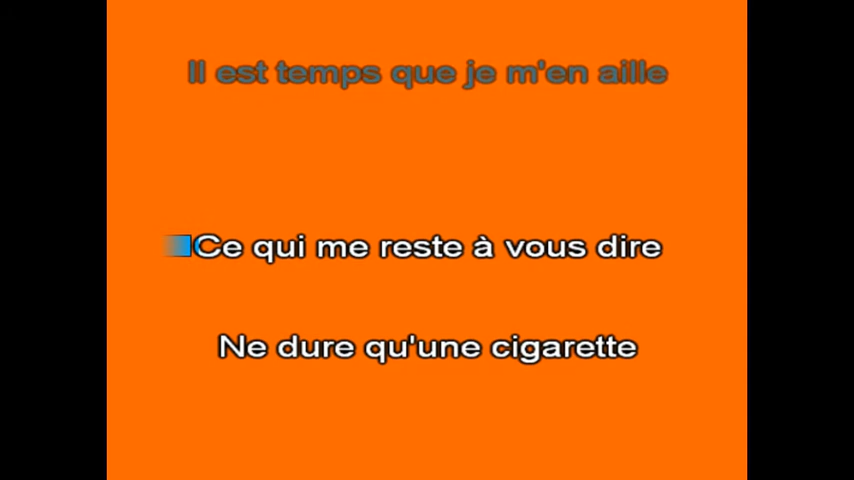 Il est temps que je m'en aille
Ce qui me reste à vous dire
Ne dure qu'une cigarette